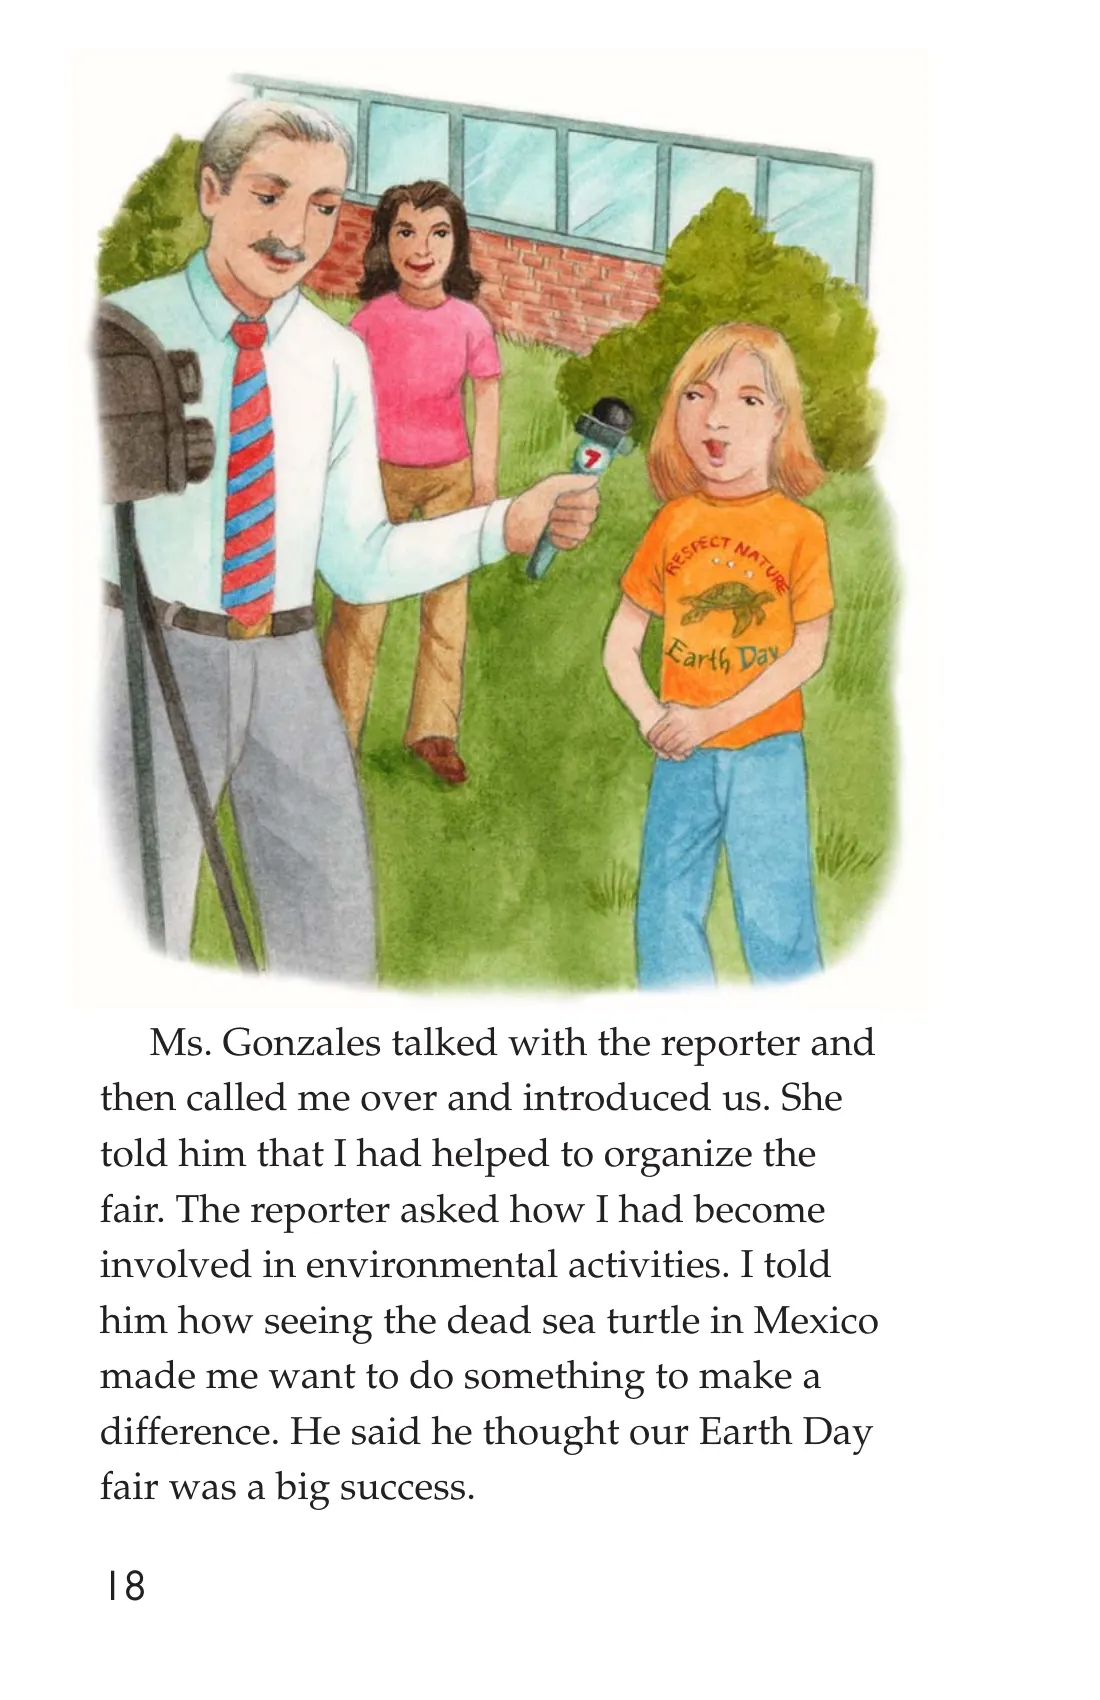 7
RESPECT NATURE
Earth Day
Ms. Gonzales talked with the reporter and
then called me over and introduced us. She
told him that I had helped to organize the
fair. The reporter asked how I had become
involved in environmental activities. I told
him how seeing the dead sea turtle in Mexico
made me want to do something to make a
difference. He said he thought our Earth Day
fair was a big success.
18